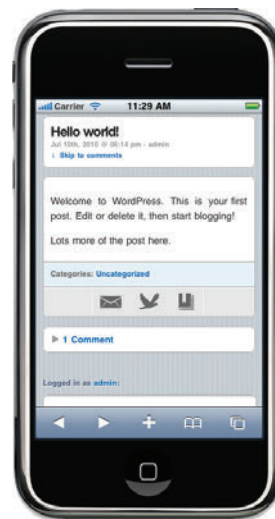 Carrier 11:29 AM
Hello world!
Jul 10th, 2010 @ 06:14 pm - admin
↓ Skip to comments
Welcome to WordPress. This is your first
post. Edit or delete it, then start blogging!
Lots more of the post here.
Categories: Uncategorized
▶ 1 Comment
Logged in as admin: